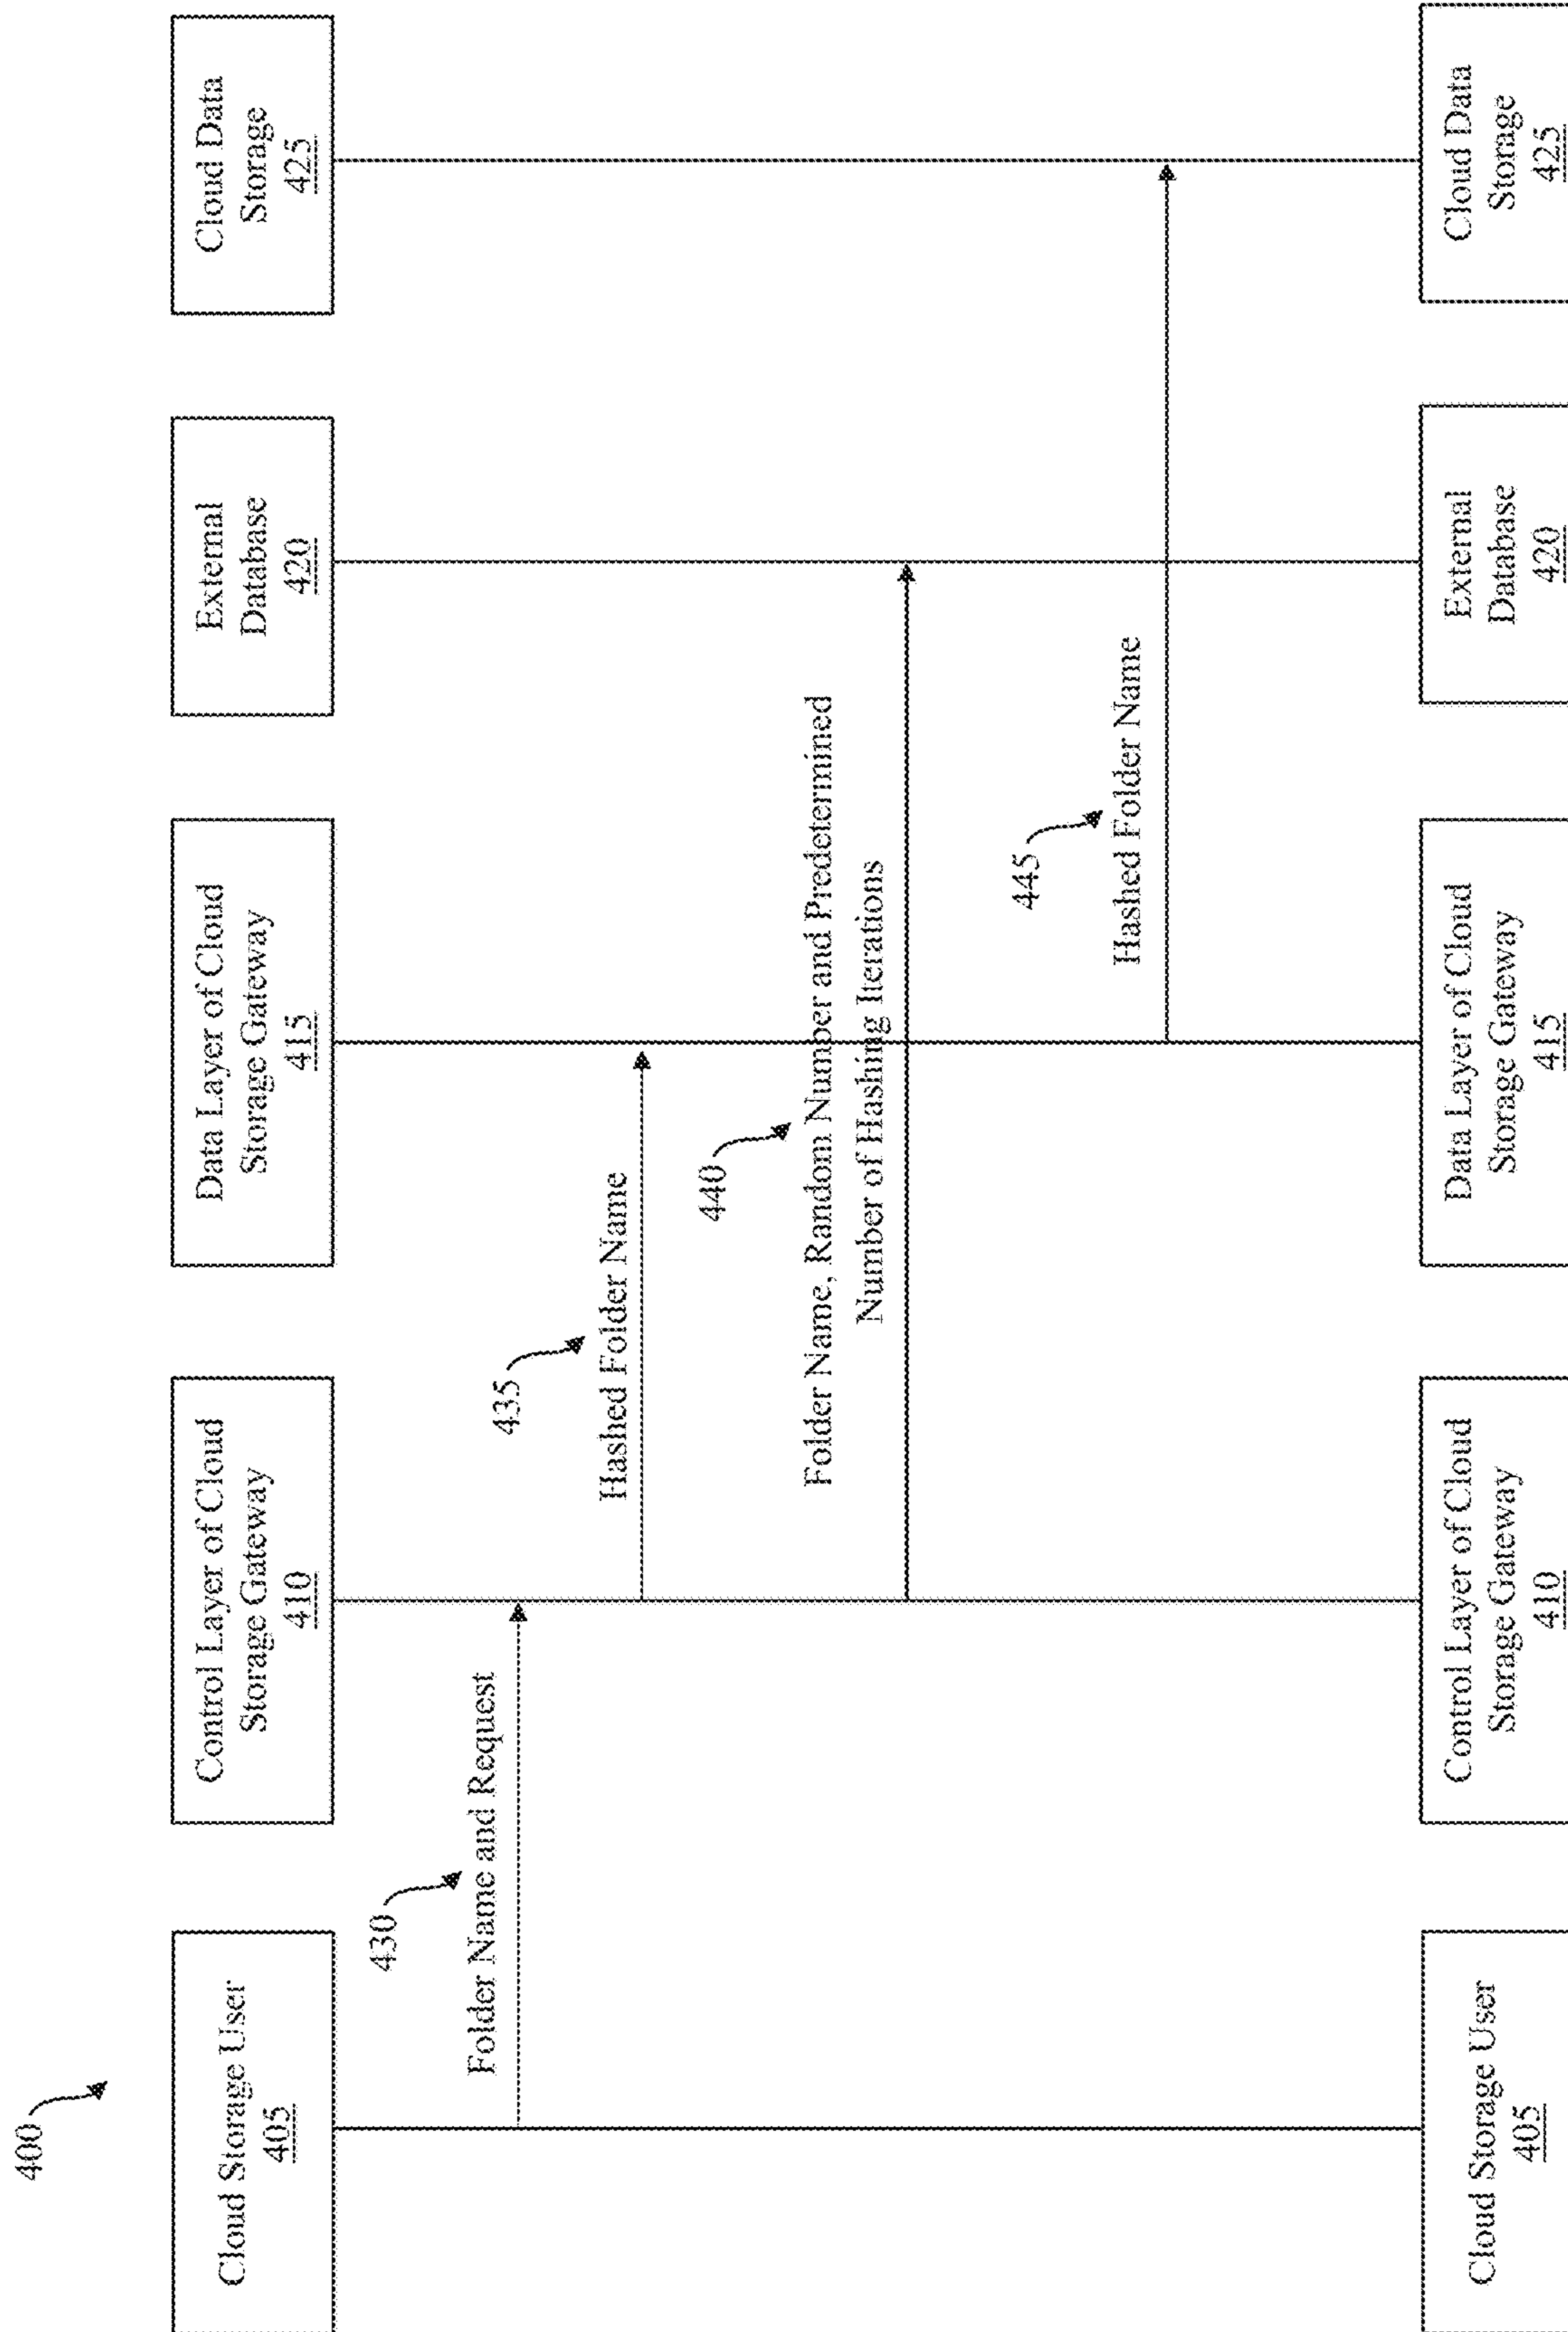 400
Cloud Storage User
405
Control Layer of Cloud
Storage Gateway
410
Data Layer of Cloud
Storage Gateway
415
External
Database
420
Cloud Data
Storage
425
430
Folder Name and Request
435
Hashed Folder Name
440
Folder Name, Random Number and Predetermined
Number of Hashing Iterations
445
Hashed Folder Name
Cloud Storage User
405
Control Layer of Cloud
Storage Gateway
410
Data Layer of Cloud
Storage Gateway
415
External
Database
420
Cloud Data
Storage
425